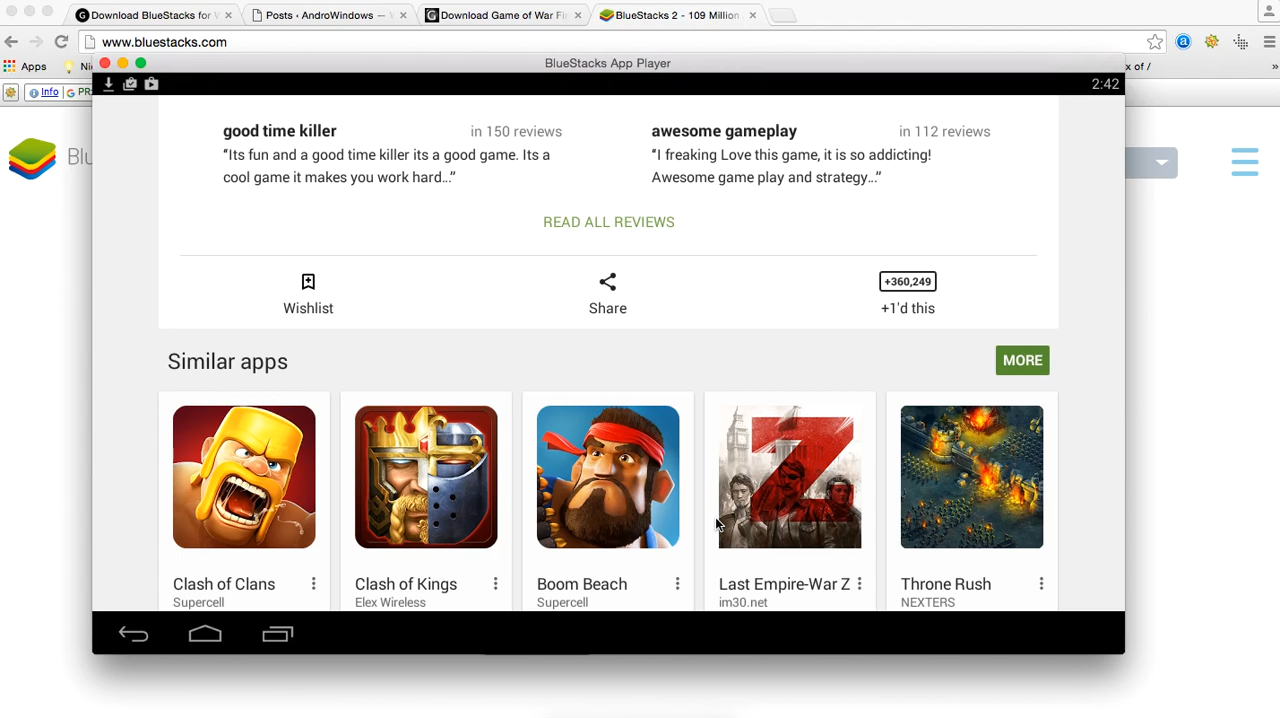 Download BlueStacks for W
Posts ‹ AndroWindows —
Download Game of War Fir
BlueStacks 2 - 109 Million
www.bluestacks.com
Apps
Info
BlueStacks App Player
2:42
good time killer
in 150 reviews
awesome gameplay
in 112 reviews
“Its fun and a good time killer its a good game. Its a
cool game it makes you work hard...”
“I freaking Love this game, it is so addicting!
Awesome game play and strategy...”
READ ALL REVIEWS
Wishlist
Share
+360,249
+1'd this
Similar apps
MORE
Z
Clash of Clans
Supercell
Clash of Kings
Elex Wireless
Boom Beach
Supercell
Last Empire-War Z
im30.net
Throne Rush
NEXTERS